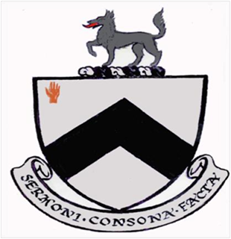 SERMONI · CONSONA · FACTA